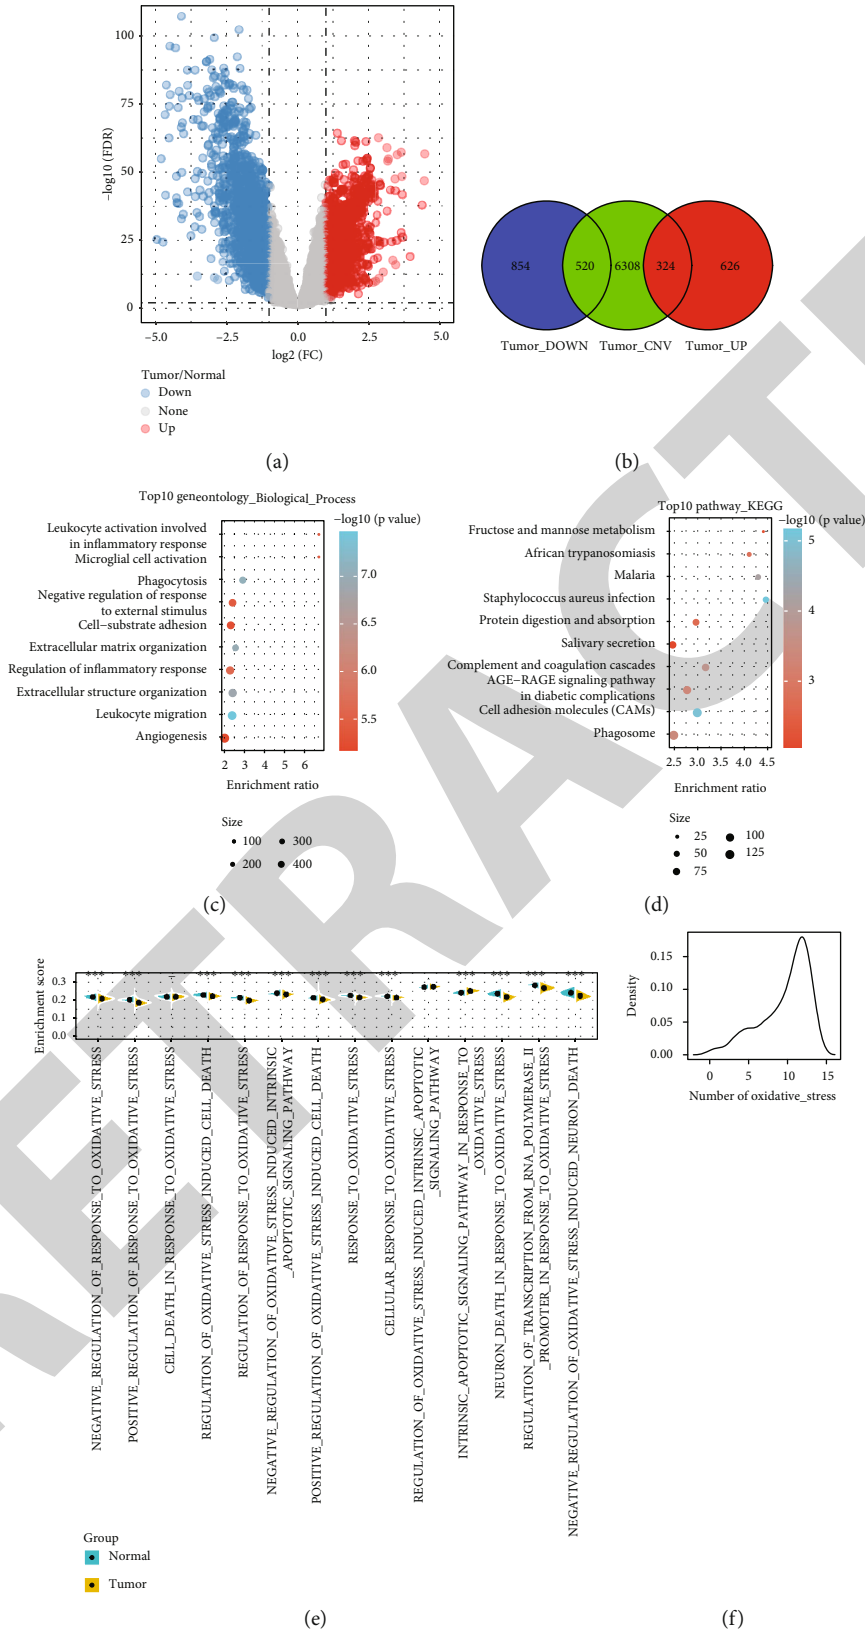 100
75
50
25
0
−log10 (FDR)
−5.0 −2.5 0.0 2.5 5.0
log2 (FC)
Tumor/Normal
Down
None
Up
(a)
854 520 6308 324 626
Tumor_DOWN Tumor_CNV Tumor_UP
(b)
Top10 geneontology_Biological_Process
Leukocyte activation involved
in inflammatory response
Microglial cell activation
Phagocytosis
Negative regulation of response
to external stimulus
Cell−substrate adhesion
Extracellular matrix organization
Regulation of inflammatory response
Extracellular structure organization
Leukocyte migration
Angiogenesis
2 3 4 5 6
Enrichment ratio
−log10 (p value)
7.0
6.5
6.0
5.5
Size
100 300
200 400
(c)
Top10 pathway_KEGG
Fructose and mannose metabolism
African trypanosomiasis
Malaria
Staphylococcus aureus infection
Protein digestion and absorption
Salivary secretion
Complement and coagulation cascades
AGE−RAGE signaling pathway
in diabetic complications
Cell adhesion molecules (CAMs)
Phagosome
2.5 3.0 3.5 4.0 4.5
Enrichment ratio
−log10 (p value)
5
4
3
Size
25 100
50 125
75
(d)
Enrichment score
0.3
0.2
0.1
0.0
*** *** – *** *** *** *** *** *** *** *** *** ***
NEGATIVE_REGULATION_OF_RESPONSE_TO_OXIDATIVE_STRESS
POSITIVE_REGULATION_OF_RESPONSE_TO_OXIDATIVE_STRESS
CELL_DEATH_IN_RESPONSE_TO_OXIDATIVE_STRESS
REGULATION_OF_OXIDATIVE_STRESS_INDUCED_CELL_DEATH
REGULATION_OF_RESPONSE_TO_OXIDATIVE_STRESS
NEGATIVE_REGULATION_OF_OXIDATIVE_STRESS_INDUCED_INTRINSIC
_APOPTOTIC_SIGNALING_PATHWAY
POSITIVE_REGULATION_OF_OXIDATIVE_STRESS_INDUCED_CELL_DEATH
RESPONSE_TO_OXIDATIVE_STRESS
CELLULAR_RESPONSE_TO_OXIDATIVE_STRESS
REGULATION_OF_OXIDATIVE_STRESS_INDUCED_INTRINSIC_APOPTOTIC
_SIGNALING_PATHWAY
INTRINSIC_APOPTOTIC_SIGNALING_PATHWAY_IN_RESPONSE_TO
_OXIDATIVE_STRESS
NEURON_DEATH_IN_RESPONSE_TO_OXIDATIVE_STRESS
REGULATION_OF_TRANSCRIPTION_FROM_RNA_POLYMERASE_II
_PROMOTER_IN_RESPONSE_TO_OXIDATIVE_STRESS
NEGATIVE_REGULATION_OF_OXIDATIVE_STRESS_INDUCED_NEURON_DEATH
Group
Normal
Tumor
(e)
Density
0.15
0.10
0.05
0.00
0 5 10 15
Number of oxidative_stress
(f)
RETRACTE